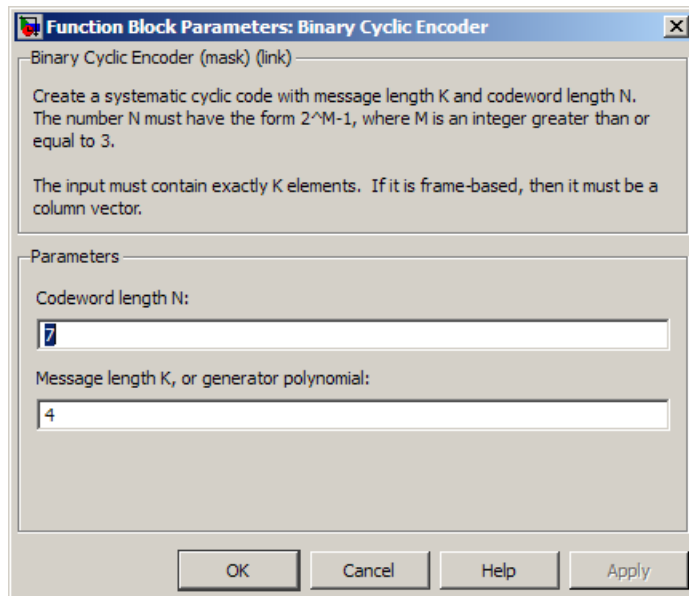 Function Block Parameters: Binary Cyclic Encoder
Binary Cyclic Encoder (mask) (link)
Create a systematic cyclic code with message length K and codeword length N.
The number N must have the form 2^M-1, where M is an integer greater than or
equal to 3.
The input must contain exactly K elements.  If it is frame-based, then it must be a
column vector.
Parameters
Codeword length N:
7
Message length K, or generator polynomial:
4
OK Cancel Help Apply